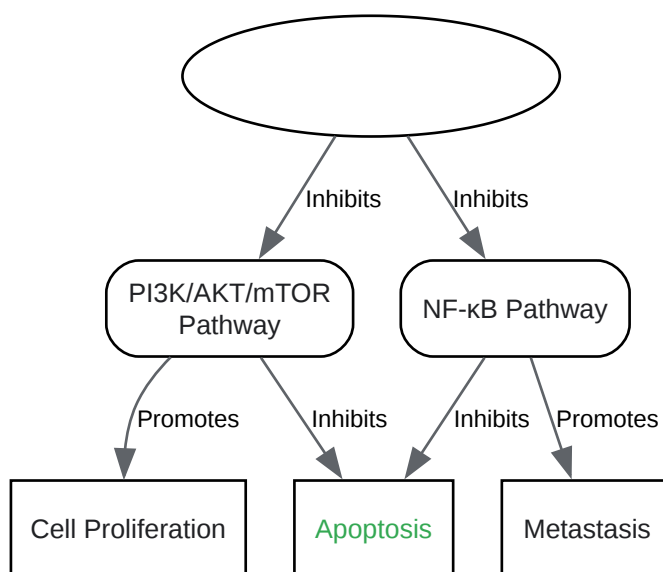 Inhibits
Inhibits
PI3K/AKT/mTOR
Pathway
NF-κB Pathway
Promotes
Inhibits
Inhibits
Promotes
Cell Proliferation
Apoptosis
Metastasis